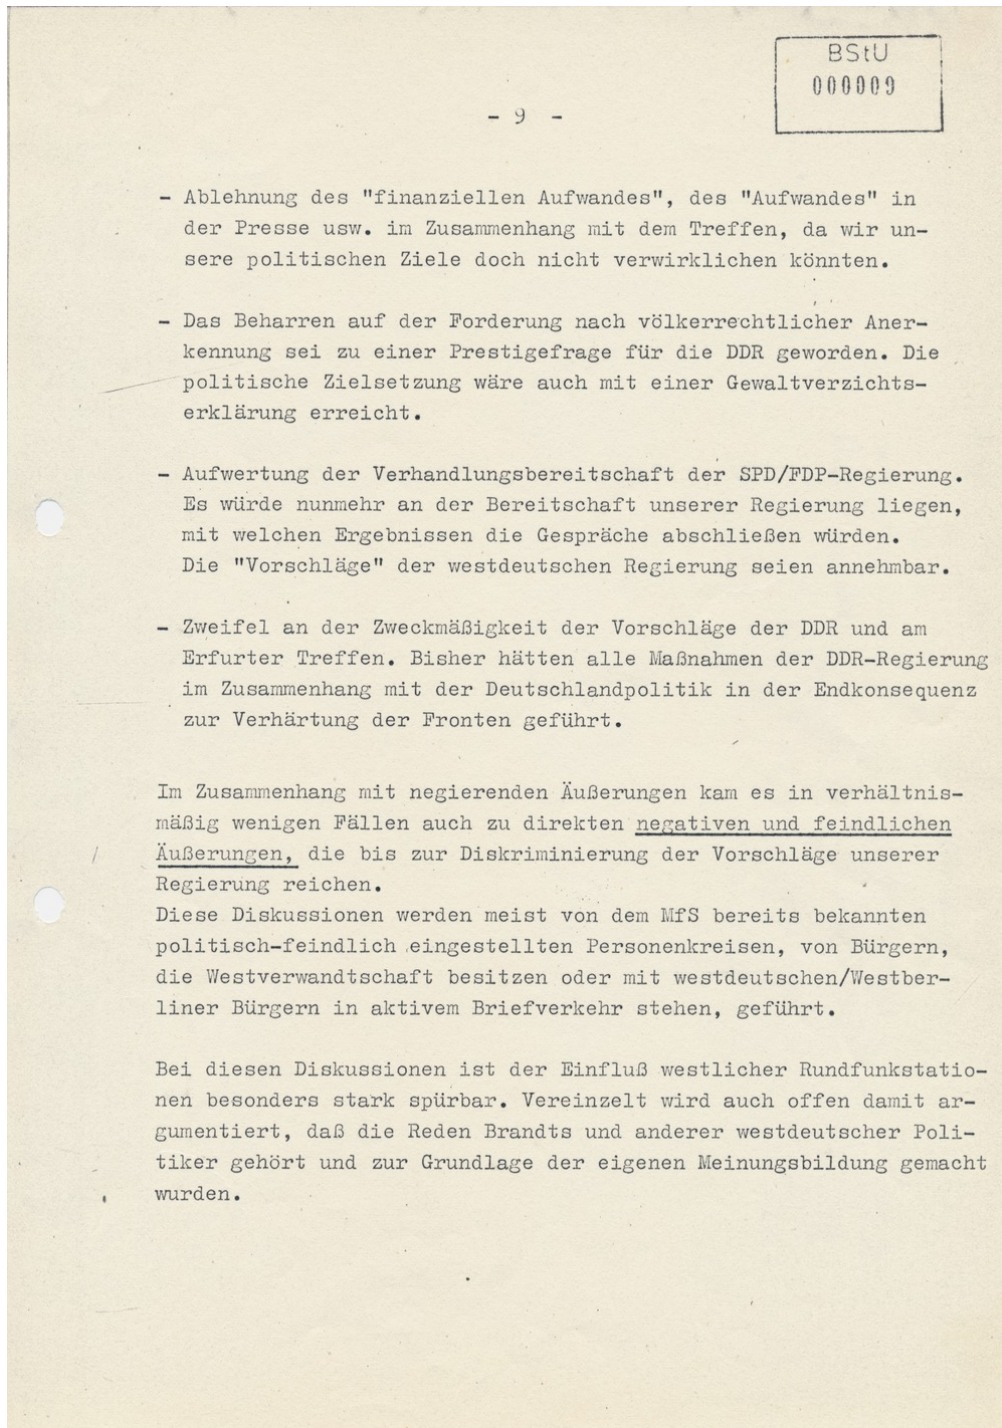 BStU
000009
- 9 -
- Ablehnung des "finanziellen Aufwandes", des "Aufwandes" in
der Presse usw. im Zusammenhang mit dem Treffen, da wir un-
sere politischen Ziele doch nicht verwirklichen könnten.
- Das Beharren auf der Forderung nach völkerrechtlicher Aner-
kennung sei zu einer Prestigefrage für die DDR geworden. Die
politische Zielsetzung wäre auch mit einer Gewaltverzichts-
erklärung erreicht.
- Aufwertung der Verhandlungsbereitschaft der SPD/FDP-Regierung.
Es würde nunmehr an der Bereitschaft unserer Regierung liegen,
mit welchen Ergebnissen die Gespräche abschließen würden.
Die "Vorschläge" der westdeutschen Regierung seien annehmbar.
- Zweifel an der Zweckmäßigkeit der Vorschläge der DDR und am
Erfurter Treffen. Bisher hätten alle Maßnahmen der DDR-Regierung
im Zusammenhang mit der Deutschlandpolitik in der Endkonsequenz
zur Verhärtung der Fronten geführt.
Im Zusammenhang mit negierenden Äußerungen kam es in verhältnis-
mäßig wenigen Fällen auch zu direkten negativen und feindlichen
Äußerungen, die bis zur Diskriminierung der Vorschläge unserer
Regierung reichen.
Diese Diskussionen werden meist von dem MfS bereits bekannten
politisch-feindlich eingestellten Personenkreisen, von Bürgern,
die Westverwandtschaft besitzen oder mit westdeutschen/Westber-
liner Bürgern in aktivem Briefverkehr stehen, geführt.
Bei diesen Diskussionen ist der Einfluß westlicher Rundfunkstatio-
nen besonders stark spürbar. Vereinzelt wird auch offen damit ar-
gumentiert, daß die Reden Brandts und anderer westdeutscher Poli-
tiker gehört und zur Grundlage der eigenen Meinungsbildung gemacht
wurden.